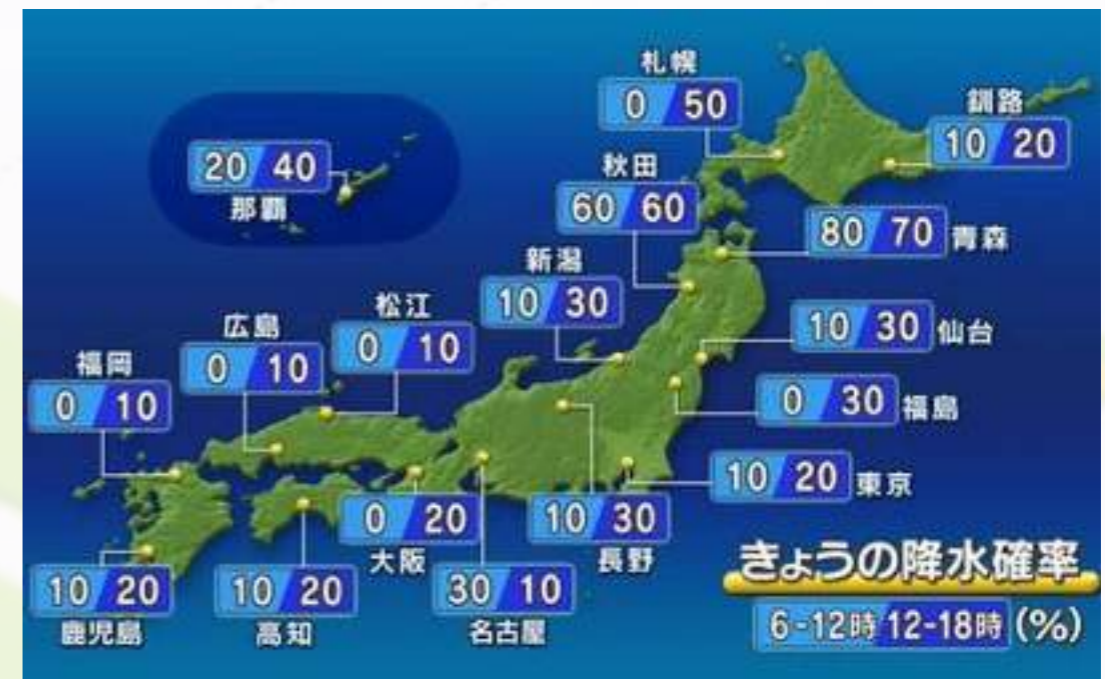 札幌
0/50
釧路
10/20
20/40
那覇
秋田
60/60
80/70 青森
新潟
10/30
松江
0/10
広島
0/10
福岡
0/10
10/30 仙台
0/30 福島
10/20 東京
0/20
大阪
10/30
長野
10/20
鹿児島
10/20
高知
30/10
名古屋
きょうの降水確率
6-12時/12-18時(%)